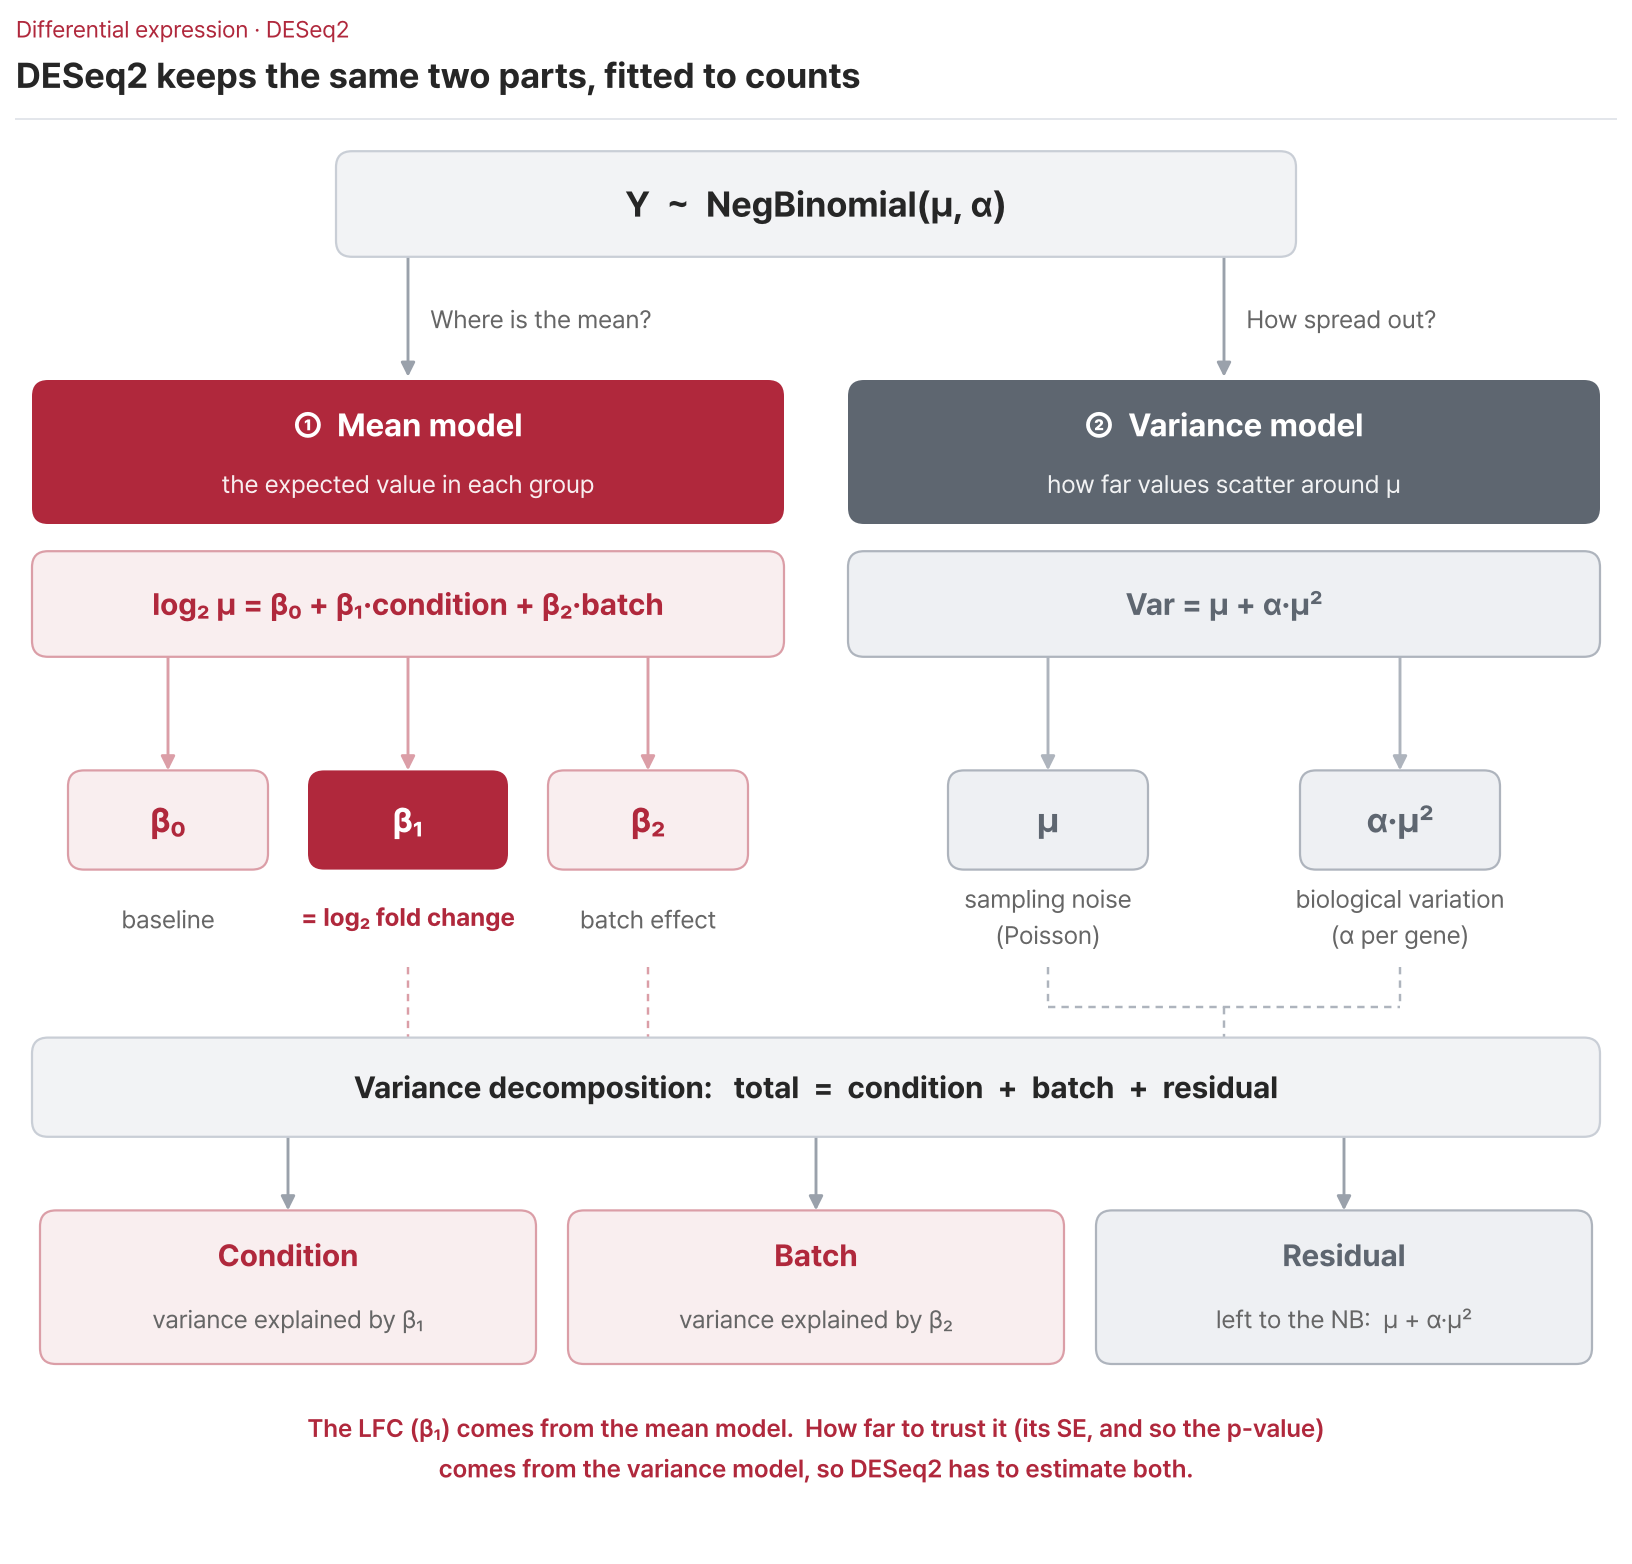 Differential expression · DESeq2
DESeq2 keeps the same two parts, fitted to counts
Y ~ NegBinomial(μ, α)
Where is the mean?
How spread out?
① Mean model
the expected value in each group
② Variance model
how far values scatter around μ
log₂ μ = β₀ + β₁·condition + β₂·batch
Var = μ + α·μ²
β₀
β₁
β₂
μ
α·μ²
baseline
= log₂ fold change
batch effect
sampling noise
(Poisson)
biological variation
(α per gene)
Variance decomposition: total = condition + batch + residual
Condition
variance explained by β₁
Batch
variance explained by β₂
Residual
left to the NB: μ + α·μ²
The LFC (β₁) comes from the mean model. How far to trust it (its SE, and so the p-value)
comes from the variance model, so DESeq2 has to estimate both.